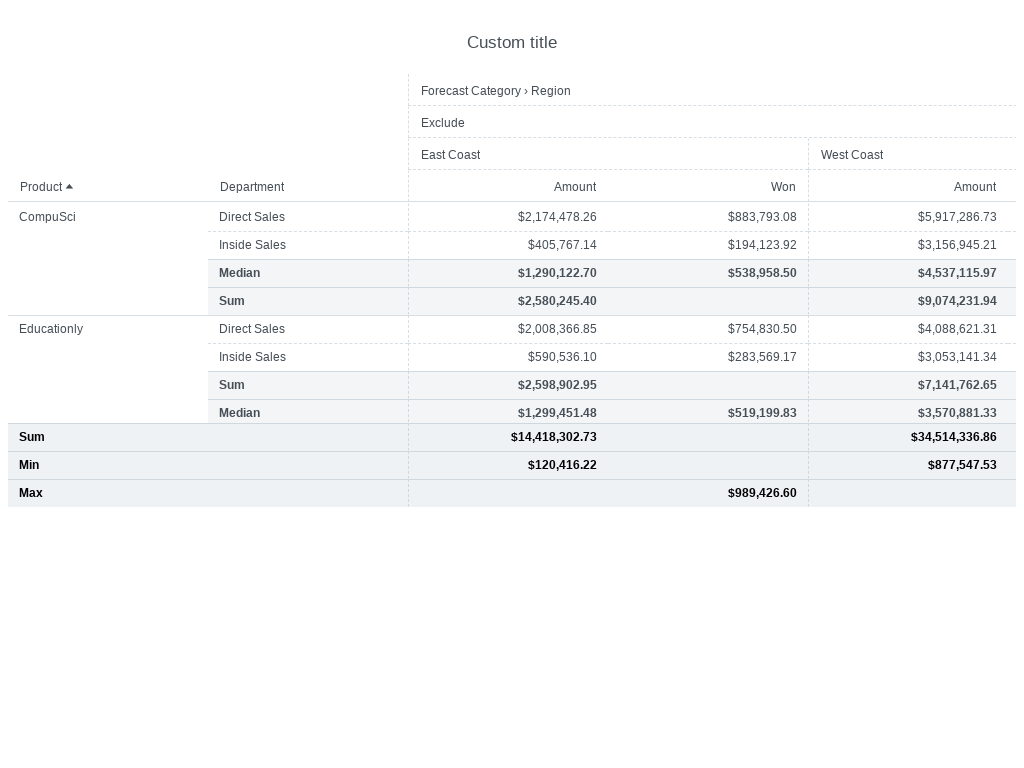 Custom title
Forecast Category › Region
Exclude
East Coast West Coast
Product Department Amount Won Amount
CompuSci Direct Sales $2,174,478.26 $883,793.08 $5,917,286.73
Inside Sales $405,767.14 $194,123.92 $3,156,945.21
Median $1,290,122.70 $538,958.50 $4,537,115.97
Sum $2,580,245.40 $9,074,231.94
Educationly Direct Sales $2,008,366.85 $754,830.50 $4,088,621.31
Inside Sales $590,536.10 $283,569.17 $3,053,141.34
Sum $2,598,902.95 $7,141,762.65
Median $1,299,451.48 $519,199.83 $3,570,881.33
Sum $14,418,302.73 $34,514,336.86
Min $120,416.22 $877,547.53
Max $989,426.60